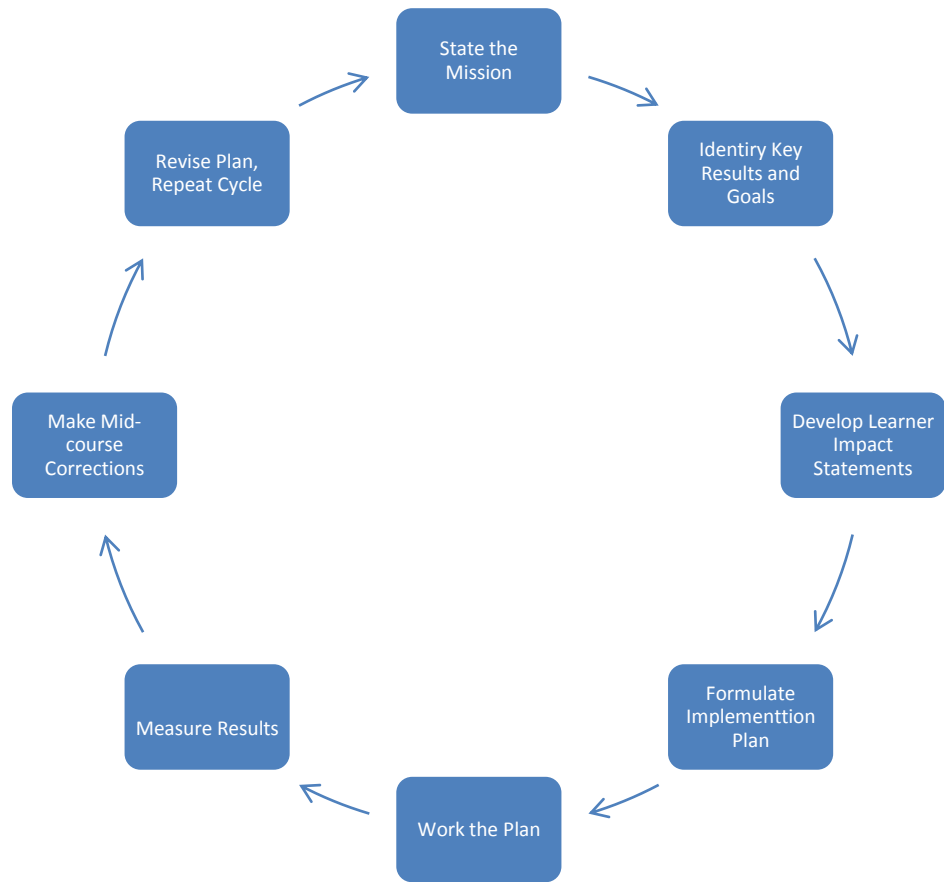 State the
Mission
Identiry Key
Results and
Goals
Develop Learner
Impact
Statements
Formulate
Implementtion
Plan
Work the Plan
Measure Results
Make Mid-
course
Corrections
Revise Plan,
Repeat Cycle